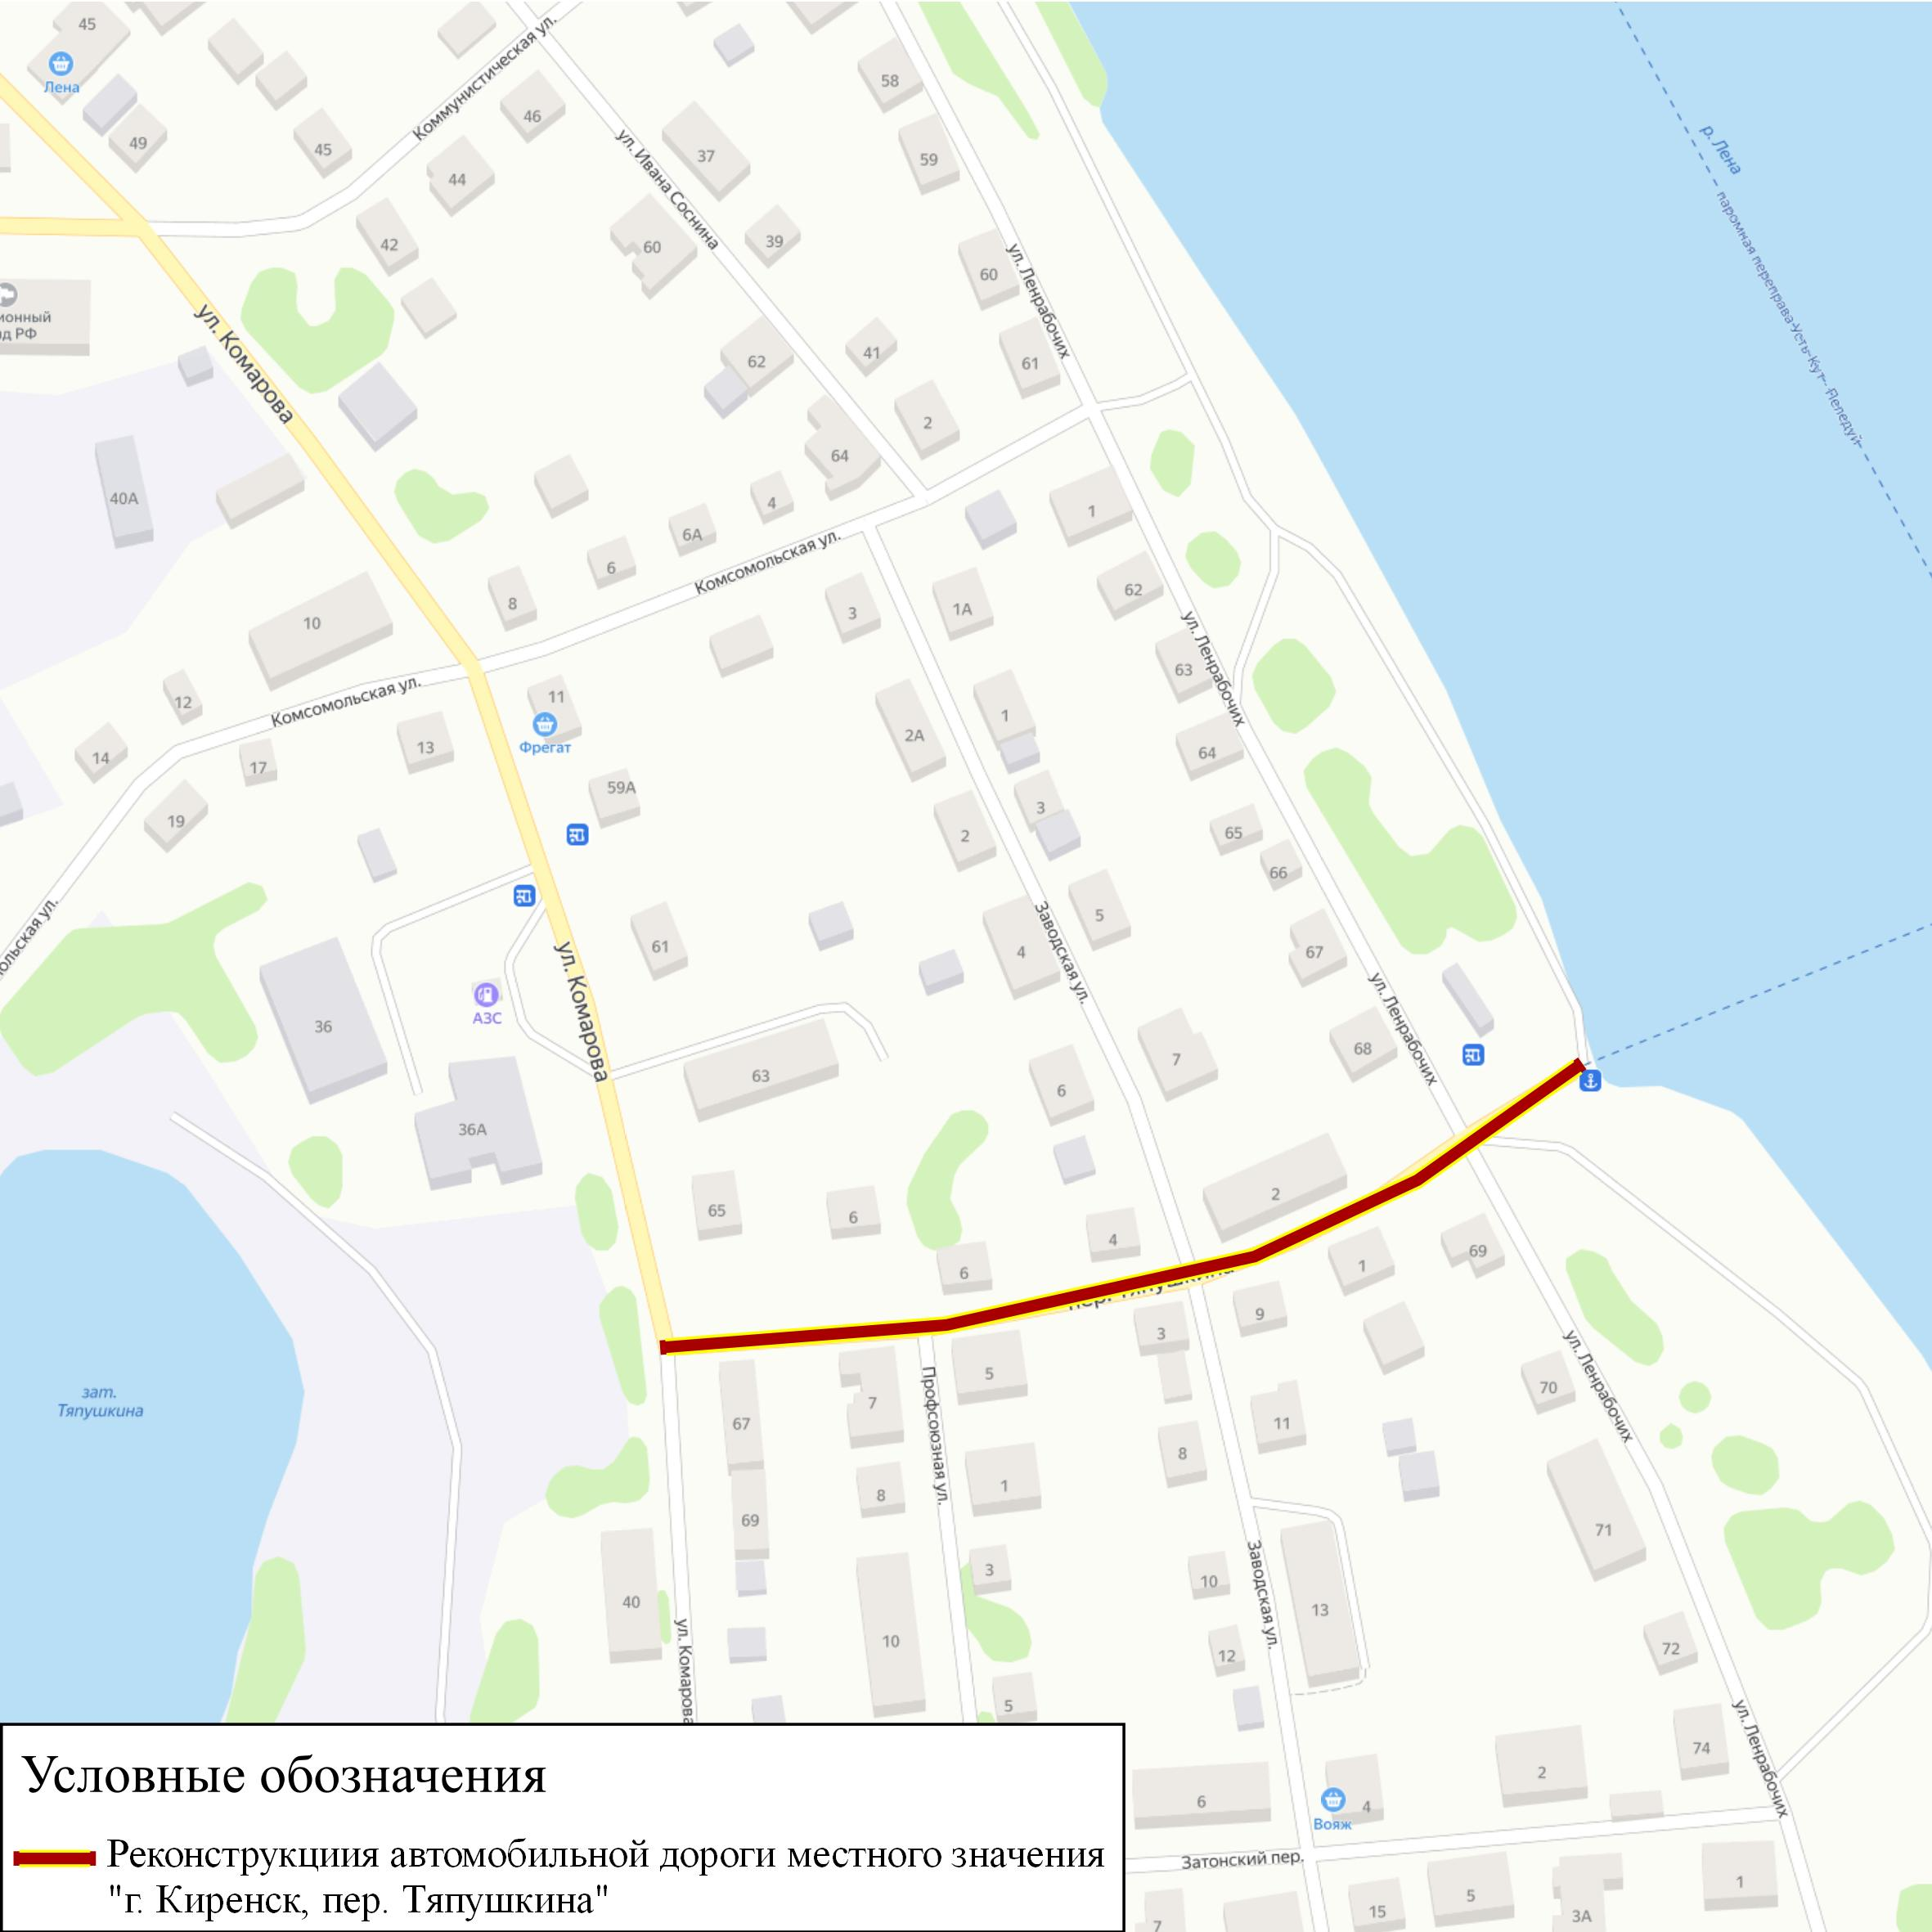 45
Лена
49
45
Коммунистическая ул.
46
44
42
ул. Ивана Соснина
37
60
39
58
59
60
ул. Ленрабочих
61
62
41
2
64
р. Лена
паромная переправа Усть-Кут - Пеледуй
ул. Комарова
40А
10
12
14
17
19
13
8
6
6А
4
Комсомольская ул.
Комсомольская ул.
11
Фрегат
59А
61
3
1А
1
62
63
ул. Ленрабочих
64
65
66
67
68
2А
1
2
3
5
4
Заводская ул.
7
6
ул. Ленрабочих
36
АЗС
36А
ул. Комарова
63
65
6
6
4
2
пер. Тяпушкина
1
69
9
3
5
7
67
69
8
1
Профсоюзная ул.
3
5
10
40
ул. Комарова
зат.
Тяпушкина
8
11
10
12
13
Заводская ул.
70
71
72
74
ул. Ленрабочих
ул. Ленрабочих
6
4
Вояж
2
Затонский пер.
7
15
5
3А
1
Условные обозначения
Реконструкциия автомобильной дороги местного значения
"г. Киренск, пер. Тяпушкина"